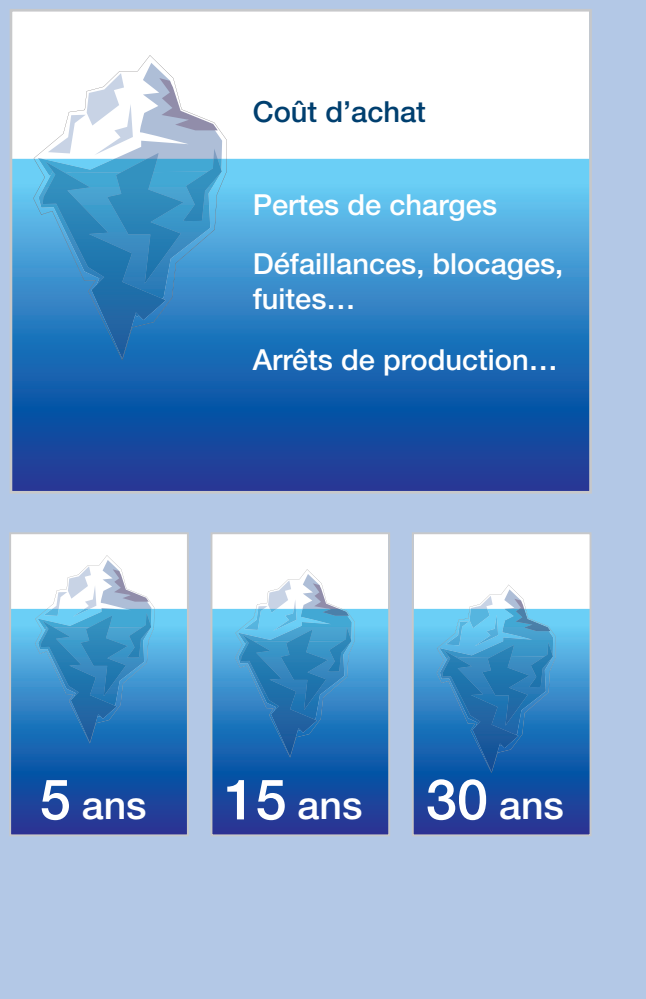 Coût d’achat
Pertes de charges
Défaillances, blocages,
fuites…
Arrêts de production…
5 ans
15 ans
30 ans